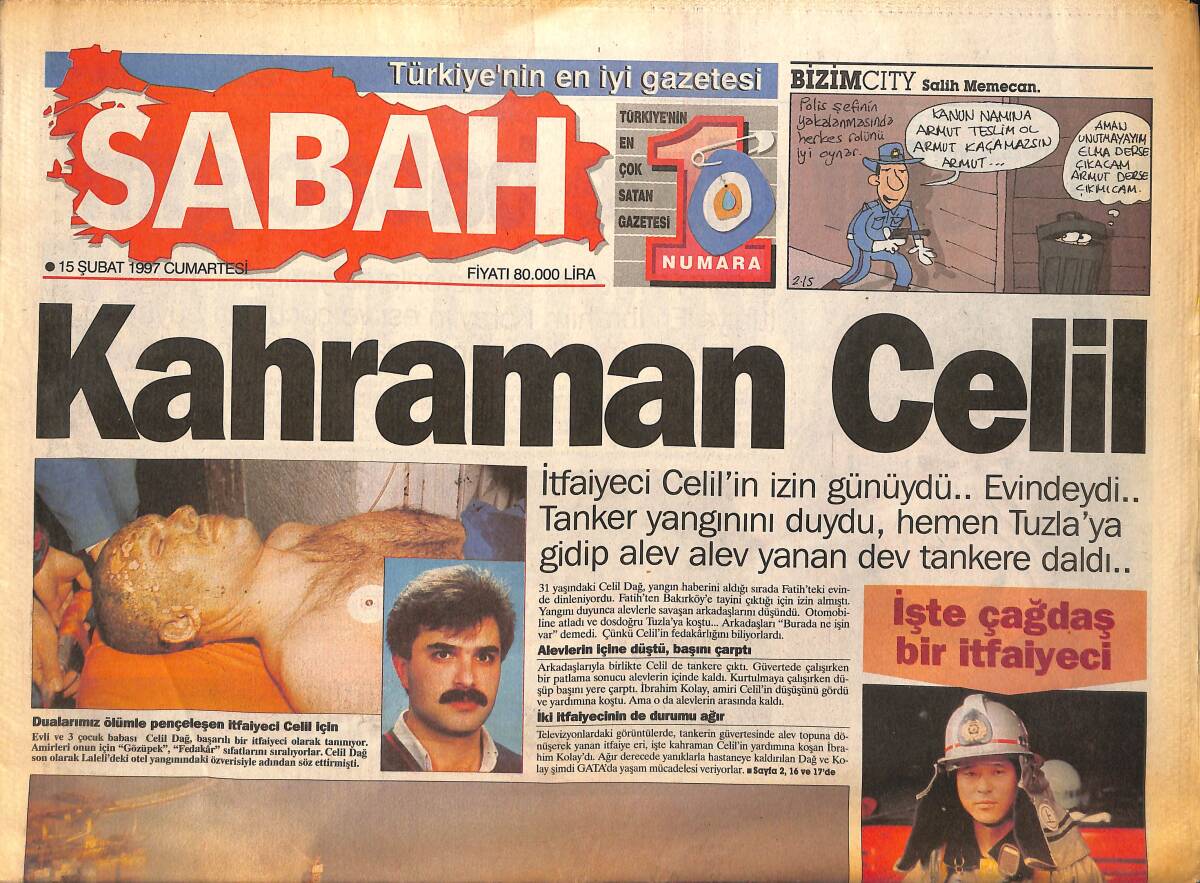 Türkiye'nin en iyi gazetesi
SABAH
● 15 ŞUBAT 1997 CUMARTESİ
FİYATI 80.000 LİRA
TÜRKİYE'NİN
EN
ÇOK
SATAN
GAZETESİ
1
NUMARA
BİZİMCITY Salih Memecan.
Polis şefinin
yakalanmasında
herkes rolünü
iyi oynar.
KANUN NAMINA
ARMUT TESLİM OL
ARMUT KAÇAMAZSIN
ARMUT...
AMAN
UNUTMAYAYIM
ELMA DERSE
ÇIKACAM
ARMUT DERSE
ÇIKMICAM.
2-15
Kahraman Celil
İtfaiyeci Celil'in izin günüydü.. Evindeydi..
Tanker yangınını duydu, hemen Tuzla'ya
gidip alev alev yanan dev tankere daldı..
31 yaşındaki Celil Dağ, yangın haberini aldığı sırada Fatih'teki evin-
de dinleniyordu. Fatih'ten Bakırköy'e tayini çıktığı için izin almıştı.
Yangını duyunca alevlerle savaşan arkadaşlarını düşündü. Otomobi-
line atladı ve dosdoğru Tuzla'ya koştu... Arkadaşları "Burada ne işin
var" demedi. Çünkü Celil'in fedakarlığını biliyorlardı.
Alevlerin içine düştü, başını çarptı
Arkadaşlarıyla birlikte Celil de tankere çıktı. Güvertede çalışırken
bir patlama sonucu alevlerin içinde kaldı. Kurtulmaya çalışırken dü-
şüp başını yere çarptı. İbrahim Kolay, amiri Celil'in düşüşünü gördü
ve yardımına koştu. Ama o da alevlerin arasında kaldı.
İki itfaiyecinin de durumu ağır
Televizyonlardaki görüntülerde, tankerin güvertesinde alev topuna dö-
nüşerek yanan itfaiye eri, işte kahraman Celil'in yardımına koşan İbra-
him Kolay'dı. Ağır derecede yanıklarla hastaneye kaldırılan Dağ ve Ko-
lay şimdi GATA'da yaşam mücadelesi veriyorlar. ■ Sayfa 2, 16 ve 17'de
Dualarımız ölümle pençeleşen itfaiyeci Celil için
Evli ve 3 çocuk babası Celil Dağ, başarılı bir itfaiyeci olarak tanınıyor.
Amirleri onun için "Gözüpek", "Fedakâr" sıfatlarını sıralıyorlar. Celil Dağ
son olarak Laleli'deki otel yangınındaki özverisiyle adından söz ettirmişti.
İşte çağdaş
bir itfaiyeci